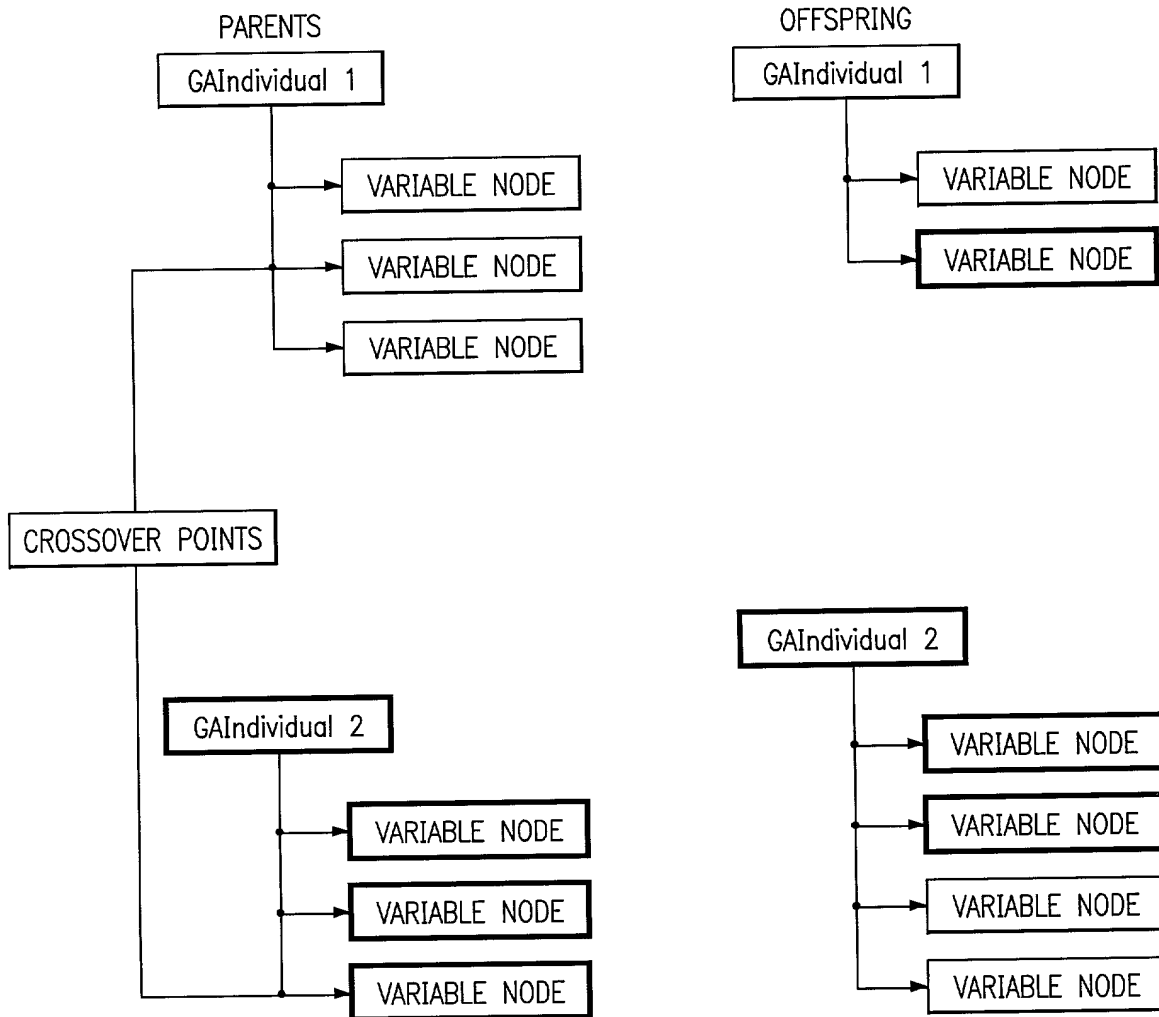 PARENTS
GAIndividual 1
VARIABLE NODE
VARIABLE NODE
VARIABLE NODE
CROSSOVER POINTS
GAIndividual 2
VARIABLE NODE
VARIABLE NODE
VARIABLE NODE
OFFSPRING
GAIndividual 1
VARIABLE NODE
VARIABLE NODE
GAIndividual 2
VARIABLE NODE
VARIABLE NODE
VARIABLE NODE
VARIABLE NODE